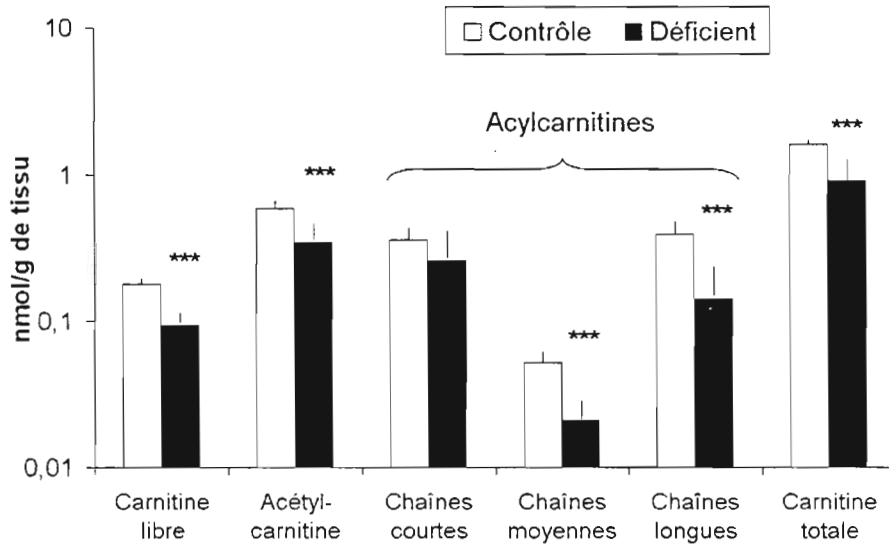 10
Contrôle Déficient
Acylcarnitines
***
***
1
***
nmol/g de tissu
***
0,1
***
0,01
Carnitine libre
Acétyl-carnitine
Chaînes courtes
Chaînes moyennes
Chaînes longues
Carnitine totale